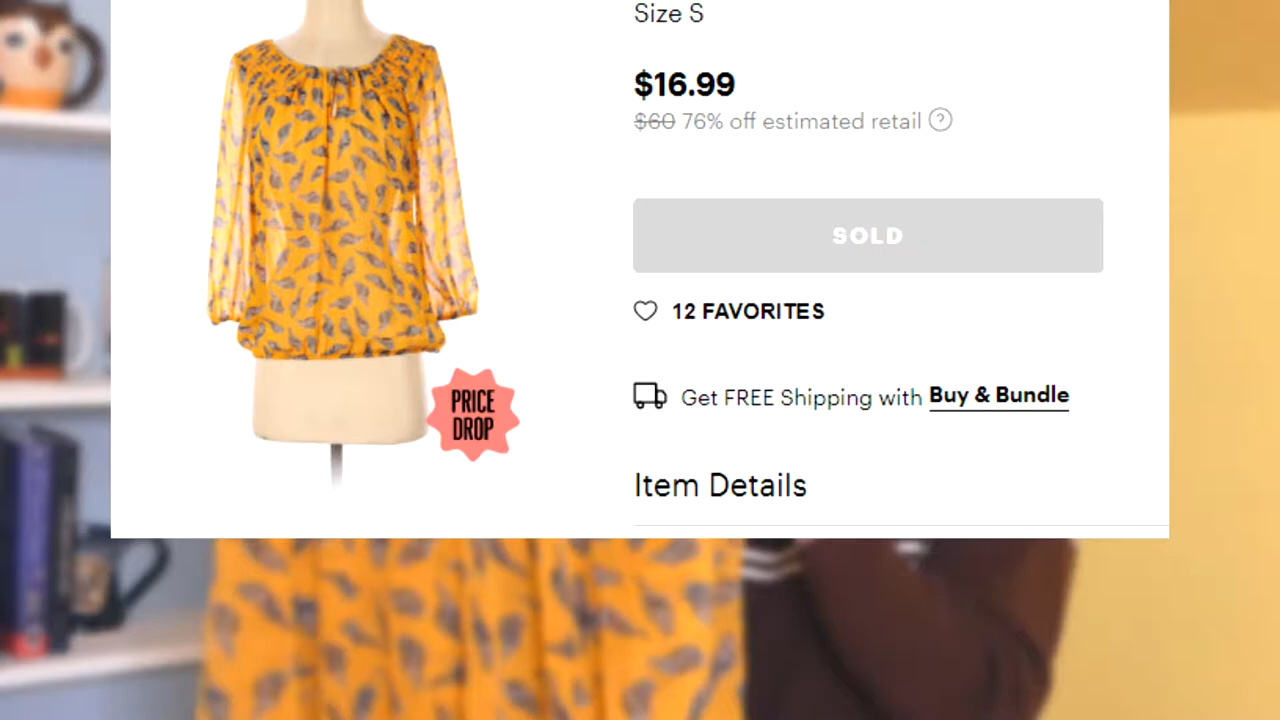 Size S
$16.99
$60 76% off estimated retail ?
SOLD
12 FAVORITES
Get FREE Shipping with Buy & Bundle
PRICE
DROP
Item Details